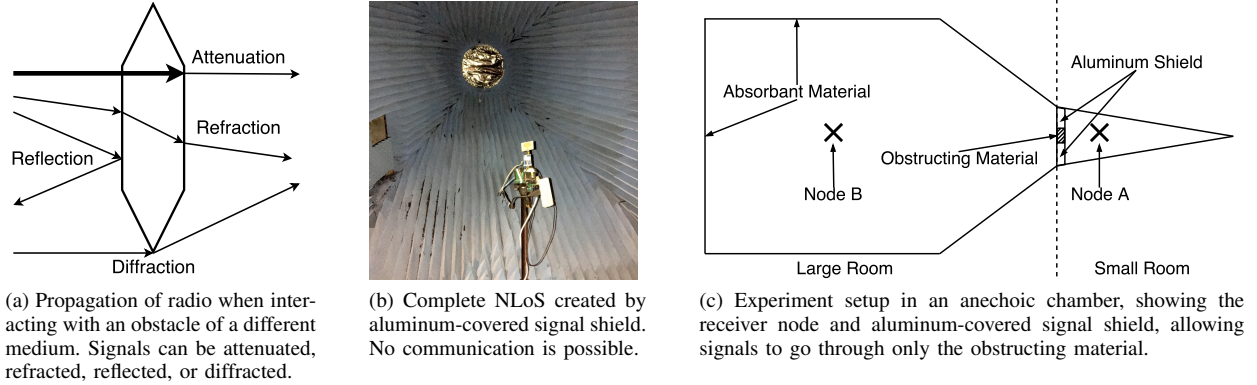 Attenuation
Refraction
Reflection
Diffraction
(a) Propagation of radio when inter-
acting with an obstacle of a different
medium. Signals can be attenuated,
refracted, reflected, or diffracted.
(b) Complete NLoS created by
aluminum-covered signal shield.
No communication is possible.
Aluminum Shield
Absorbant Material
Obstructing Material
Node B
Node A
Large Room
Small Room
(c) Experiment setup in an anechoic chamber, showing the
receiver node and aluminum-covered signal shield, allowing
signals to go through only the obstructing material.